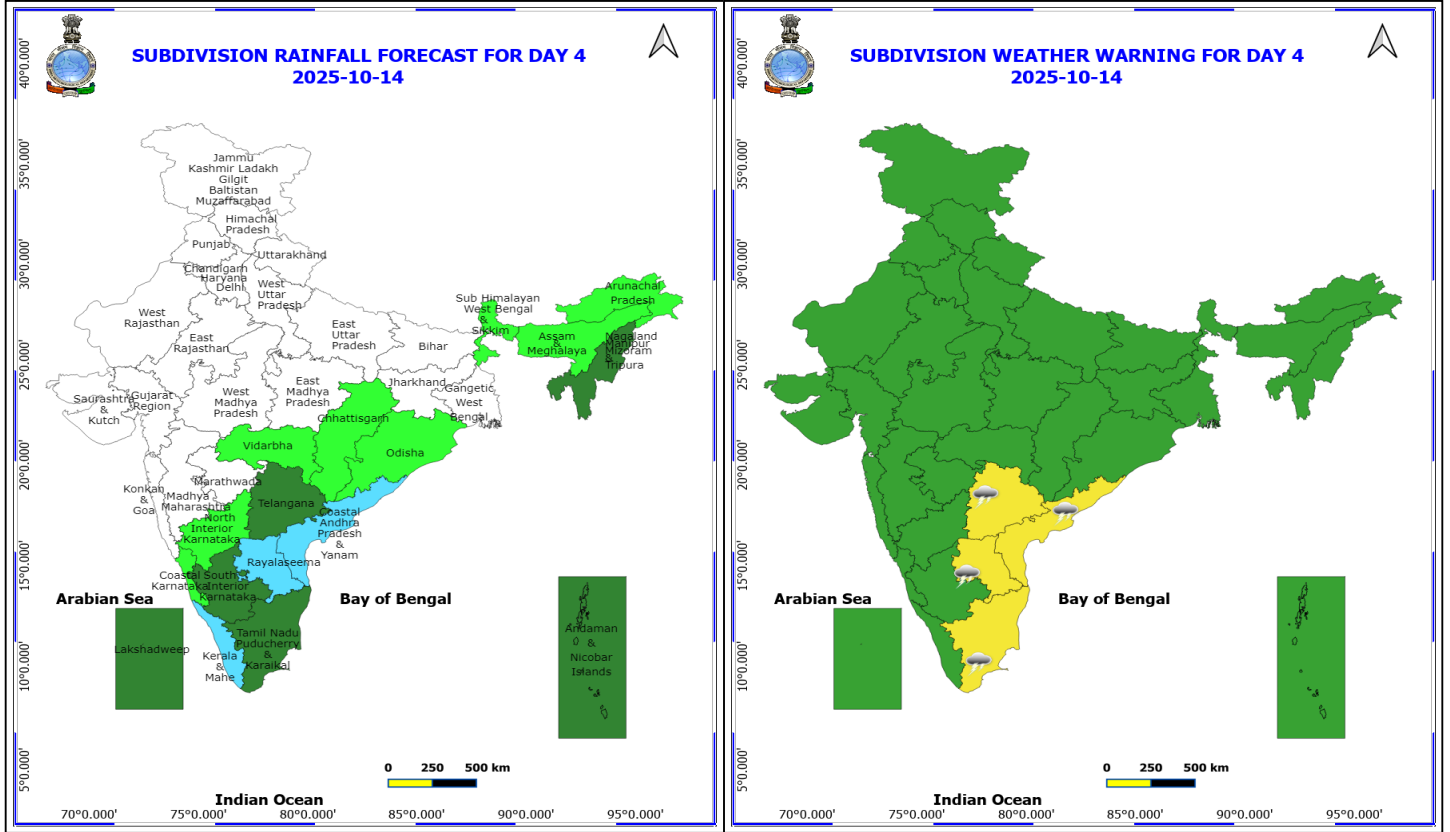 SUBDIVISION RAINFALL FORECAST FOR DAY 4
2025-10-14
40°0.000'
35°0.000'
30°0.000'
25°0.000'
20°0.000'
15°0.000'
10°0.000'
5°0.000'
Jammu
Kashmir Ladakh
Gilgit
Baltistan
Muzaffarabad
Himachal
Pradesh
Punjab
Uttarakhand
Chandigarh
Haryana
Delhi
West
Uttar
Pradesh
West
Rajasthan
East
Rajasthan
East
Uttar
Pradesh
Bihar
Sub Himalayan
West Bengal
&
Sikkim
Arunachal
Pradesh
Assam
&
Meghalaya
Nagaland
Manipur
Mizoram
&
Tripura
Saurashtra
&
Kutch
Gujarat
Region
West
Madhya
Pradesh
East
Madhya
Pradesh
Jharkhand
Gangetic
West
Bengal
Chhattisgarh
Vidarbha
Odisha
Konkan
&
Goa
Madhya
Maharashtra
Marathwada
Telangana
North
Interior
Karnataka
Coastal
Andhra
Pradesh
&
Yanam
Rayalaseema
Coastal
Karnataka
South
Interior
Karnataka
Arabian Sea
Bay of Bengal
Lakshadweep
Kerala
&
Mahe
Tamil Nadu
Puducherry
&
Karaikal
Andaman
&
Nicobar
Islands
0 250 500 km
Indian Ocean
70°0.000' 75°0.000' 80°0.000' 85°0.000' 90°0.000' 95°0.000'
SUBDIVISION WEATHER WARNING FOR DAY 4
2025-10-14
40°0.000'
35°0.000'
30°0.000'
25°0.000'
20°0.000'
15°0.000'
10°0.000'
5°0.000'
Arabian Sea
Bay of Bengal
0 250 500 km
Indian Ocean
70°0.000' 75°0.000' 80°0.000' 85°0.000' 90°0.000' 95°0.000'